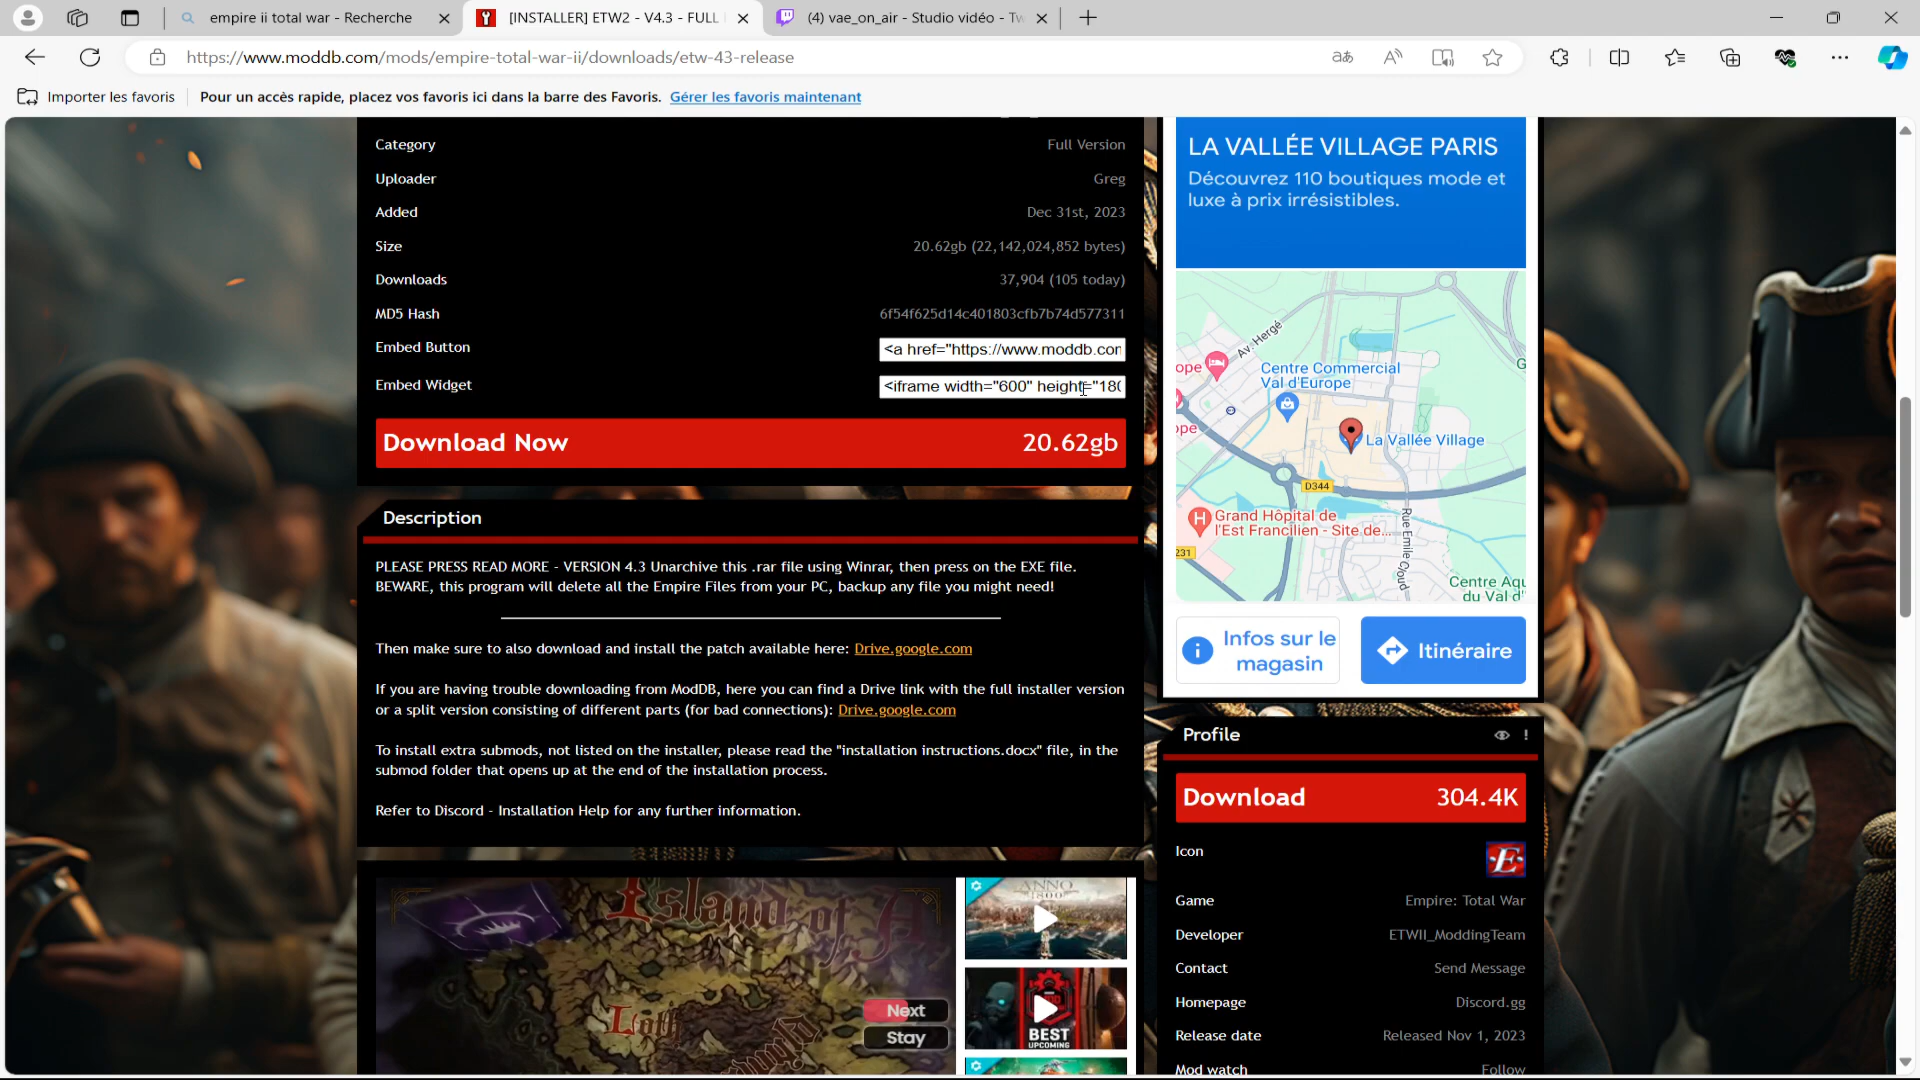 empire ii total war - Recherche
[INSTALLER] ETW2 - V4.3 - FULL
(4) vae_on_air - Studio vidéo - Tw
https://www.moddb.com/mods/empire-total-war-ii/downloads/etw-43-release
Importer les favoris
Pour un accès rapide, placez vos favoris ici dans la barre des Favoris. Gérer les favoris maintenant
Category Full Version
Uploader Greg
Added Dec 31st, 2023
Size 20.62gb (22,142,024,852 bytes)
Downloads 37,904 (105 today)
MD5 Hash 6f54f625d14c401803cfb7b74d577311
Embed Button <a href="https://www.moddb.com
Embed Widget <iframe width="600" height="180
Download Now 20.62gb
Description
PLEASE PRESS READ MORE - VERSION 4.3 Unarchive this .rar file using Winrar, then press on the EXE file.
BEWARE, this program will delete all the Empire Files from your PC, backup any file you might need!
Then make sure to also download and install the patch available here: Drive.google.com
If you are having trouble downloading from ModDB, here you can find a Drive link with the full installer version
or a split version consisting of different parts (for bad connections): Drive.google.com
To install extra submods, not listed on the installer, please read the "installation instructions.docx" file, in the
submod folder that opens up at the end of the installation process.
Refer to Discord - Installation Help for any further information.
Island of A
Loth
Next
Stay
ANNO
1800
BEST
UPCOMING
LA VALLÉE VILLAGE PARIS
Découvrez 110 boutiques mode et
luxe à prix irrésistibles.
Av. Hergé
ope
Centre Commercial
Val d'Europe
ope
La Vallée Village
D344
Grand Hôpital de
l'Est Francilien - Site de...
231
Rue Emile Cloud
Centre Aqu
du Val d'
Infos sur le
magasin
Itinéraire
Profile
Download 304.4K
Icon
E
Game Empire: Total War
Developer ETWII_ModdingTeam
Contact Send Message
Homepage Discord.gg
Release date Released Nov 1, 2023
Mod watch Follow